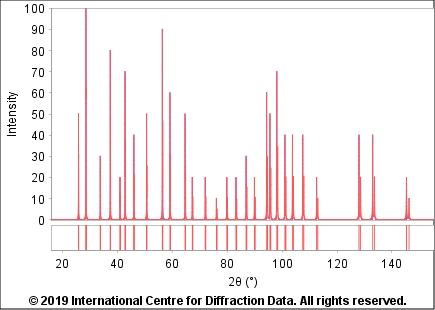 100
90
80
70
60
50
40
30
20
10
0
Intensity
20 40 60 80 100 120 140
2θ (°)
© 2019 International Centre for Diffraction Data. All rights reserved.